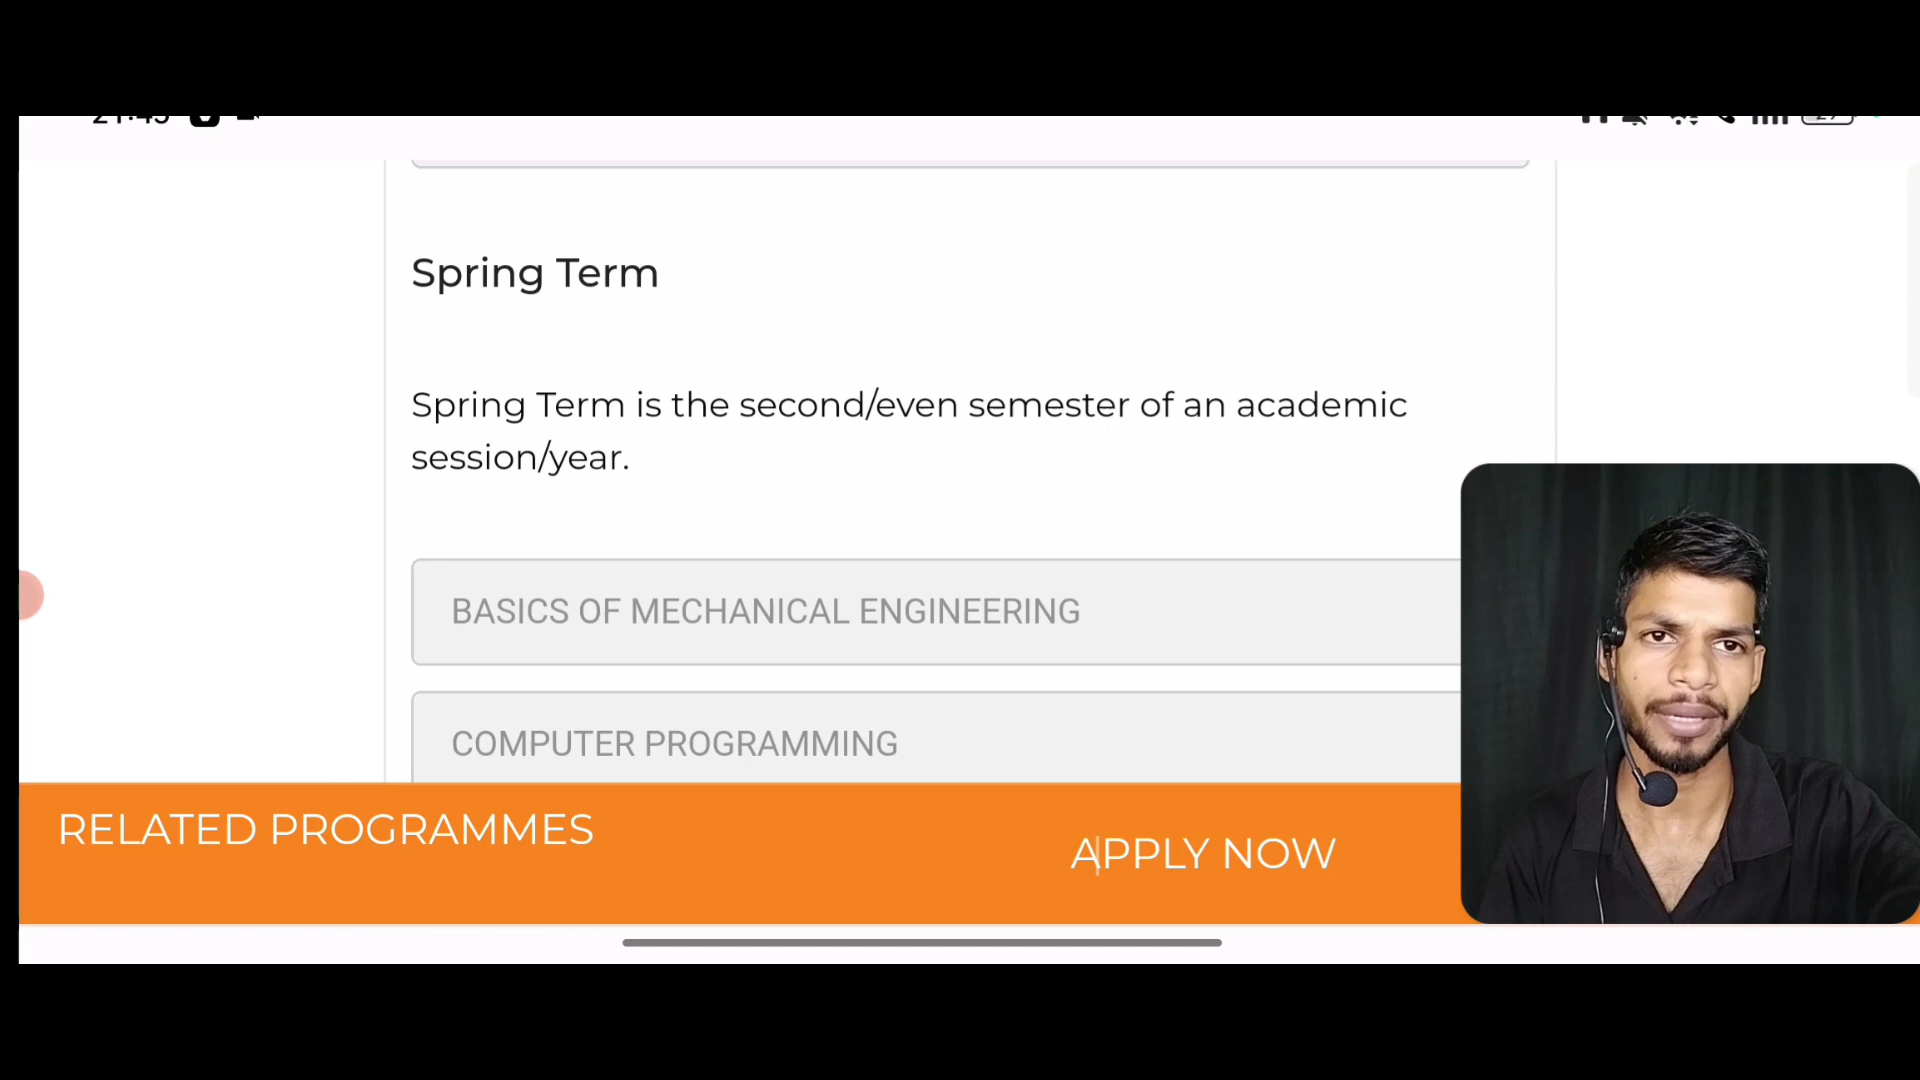 Spring Term
Spring Term is the second/even semester of an academic
session/year.
BASICS OF MECHANICAL ENGINEERING
COMPUTER PROGRAMMING
RELATED PROGRAMMES
APPLY NOW